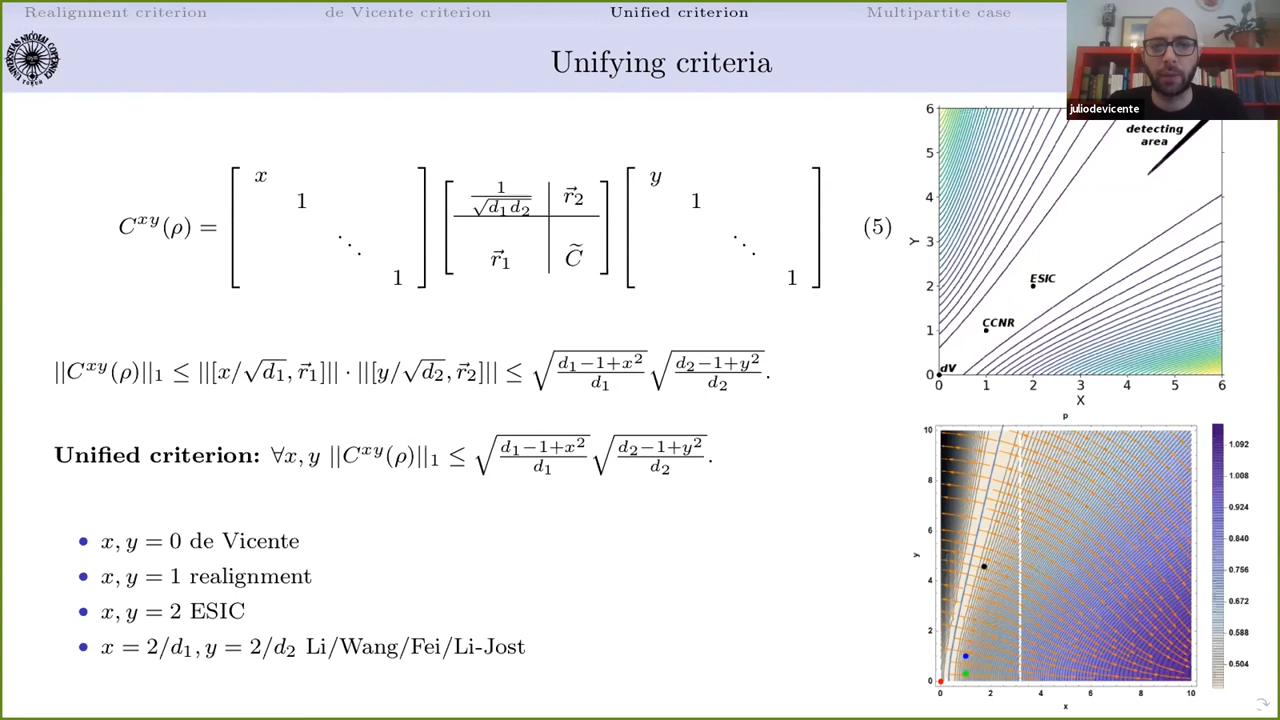 Realignment criterion de Vicente criterion Unified criterion Multipartite case
Unifying criteria
juliodevicente
C^{xy}(ρ) = [x 1 ⋱ 1] [1/√(d₁d₂) r⃗₂ r⃗₁ C̃] [y 1 ⋱ 1] (5)
||C^{xy}(ρ)||₁ ≤ ||[x/√d₁, r⃗₁]|| · ||[y/√d₂, r⃗₂]|| ≤ √((d₁−1+x²)/d₁) √((d₂−1+y²)/d₂).
Unified criterion: ∀x, y ||C^{xy}(ρ)||₁ ≤ √((d₁−1+x²)/d₁) √((d₂−1+y²)/d₂).
• x, y = 0 de Vicente
• x, y = 1 realignment
• x, y = 2 ESIC
• x = 2/d₁, y = 2/d₂ Li/Wang/Fei/Li-Jost
6
5
4
3
2
1
0
Y
detecting
area
ESIC
CCNR
dV
0 1 2 3 4 5 6
X
p
10
8
6
4
2
0
y
0 2 4 6 8 10
x
1.092
1.008
0.924
0.840
0.756
0.672
0.588
0.504